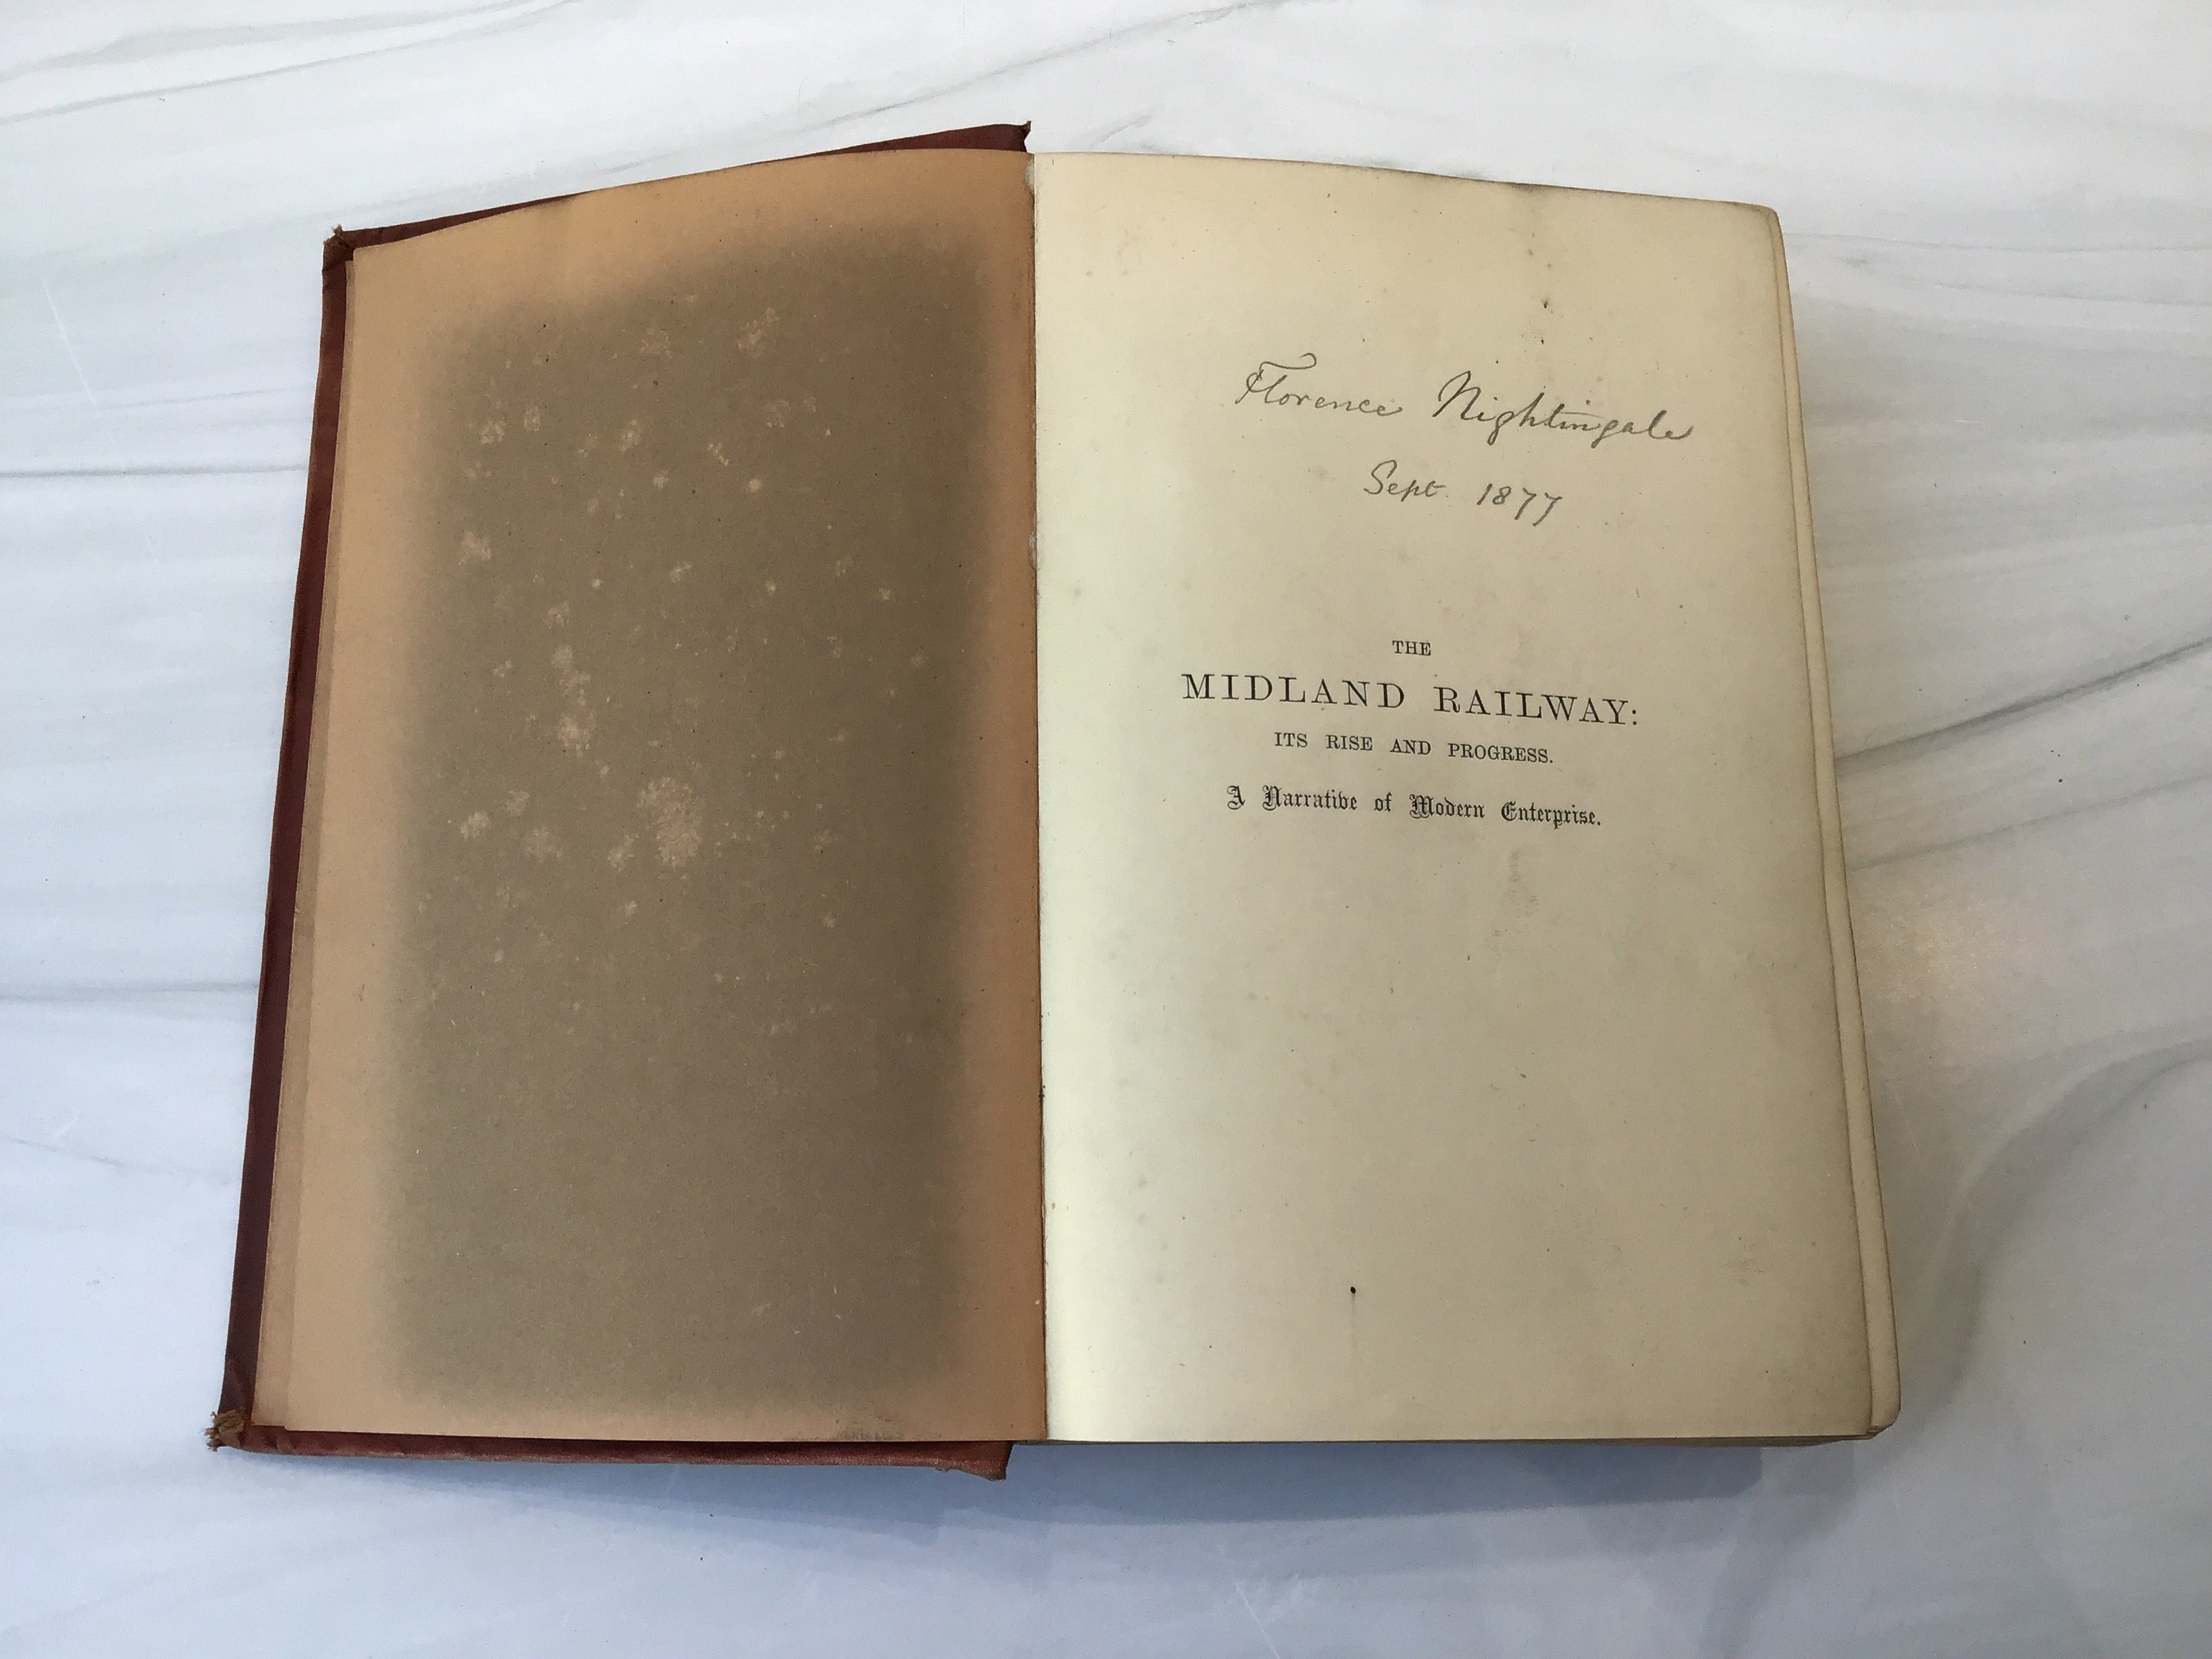 Florence Nightingale
Sept. 1877
THE
MIDLAND RAILWAY:
ITS RISE AND PROGRESS.
A Narrative of Modern Enterprise.